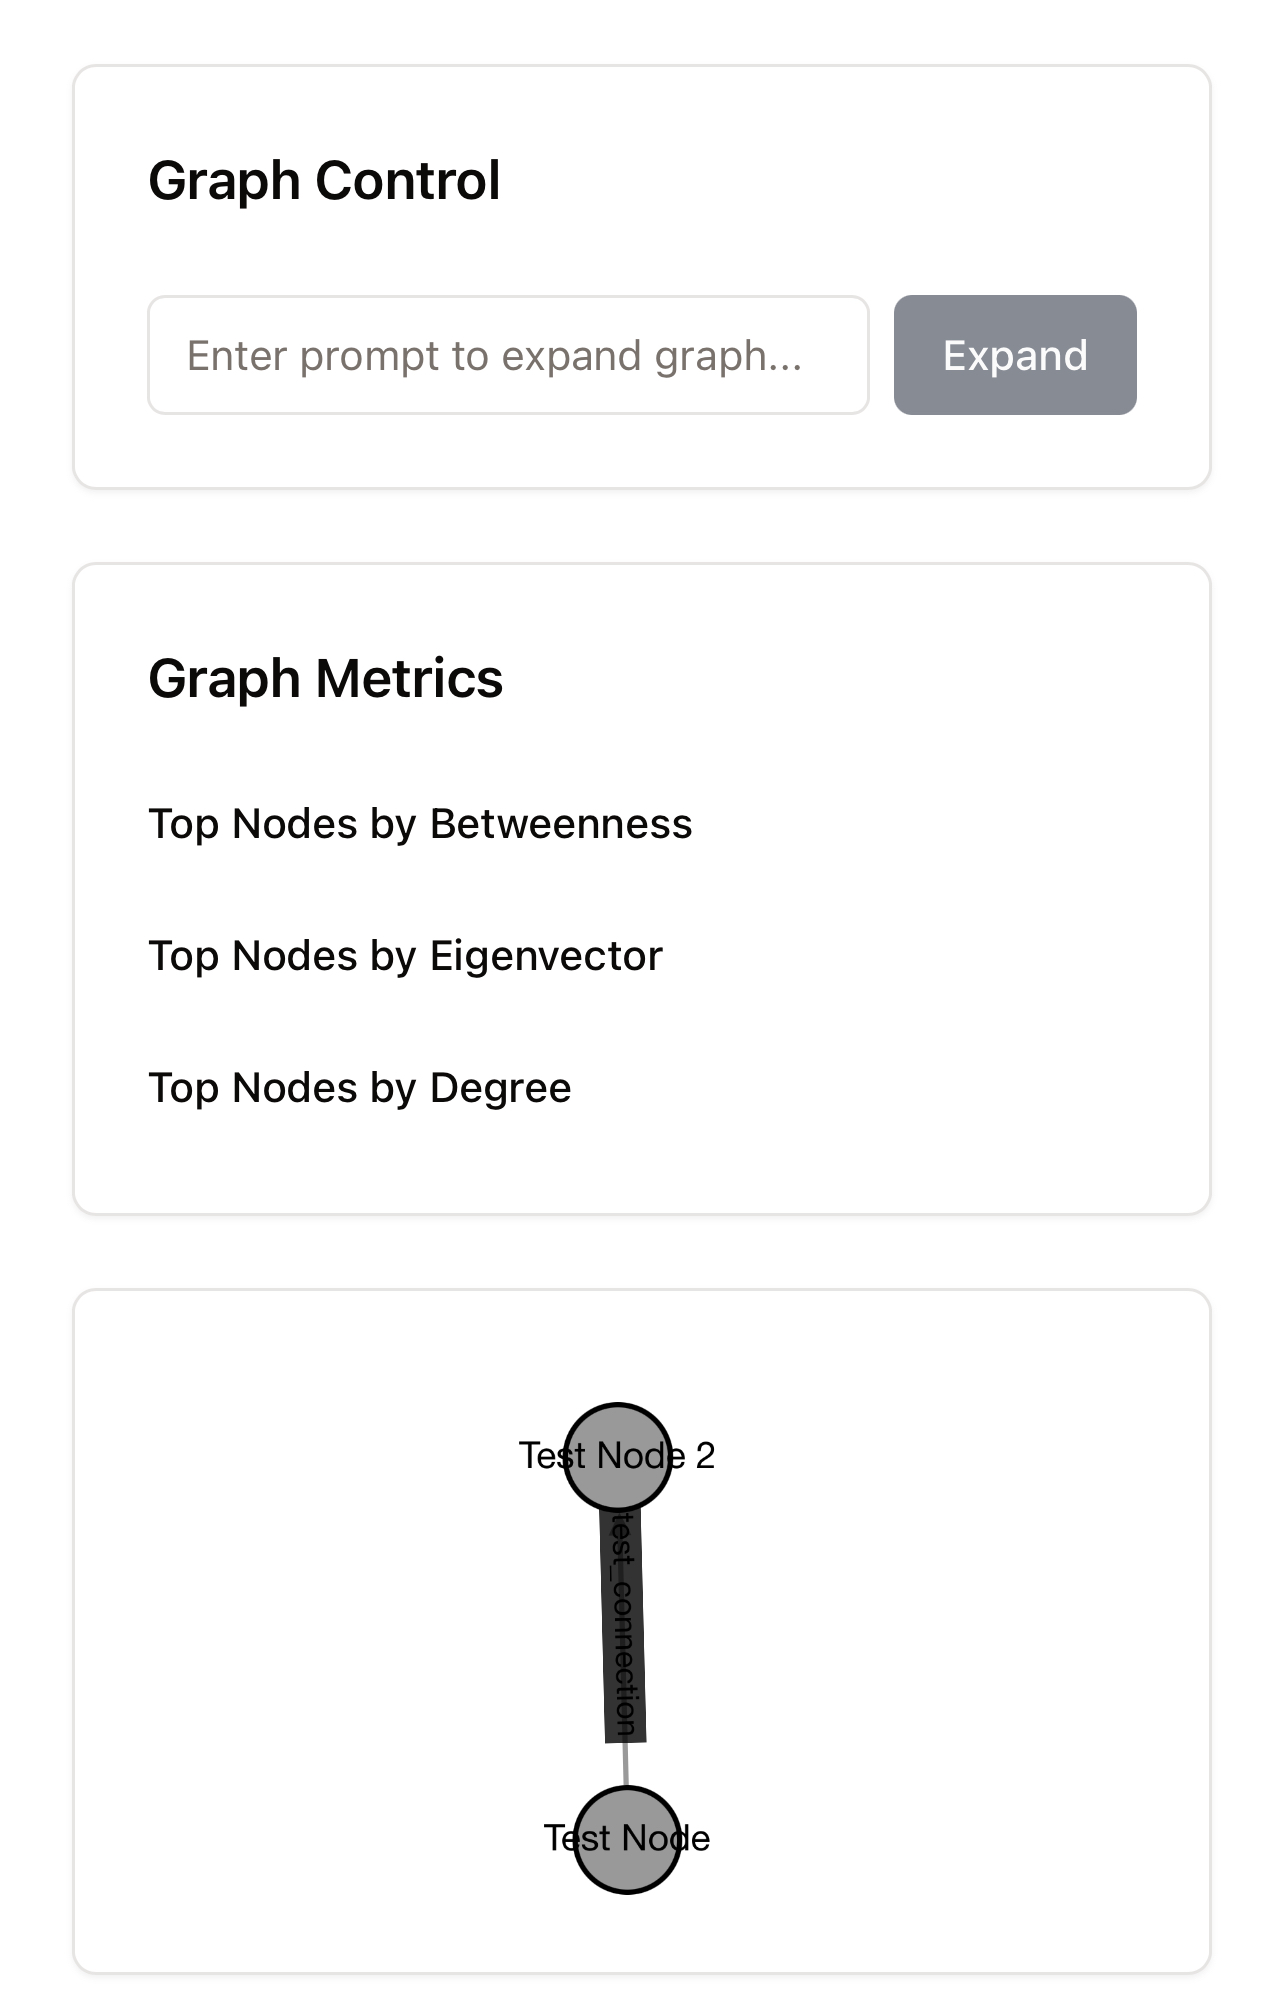 Graph Control
Enter prompt to expand graph...
Expand
Graph Metrics
Top Nodes by Betweenness
Top Nodes by Eigenvector
Top Nodes by Degree
Test Node 2
test_connection
Test Node